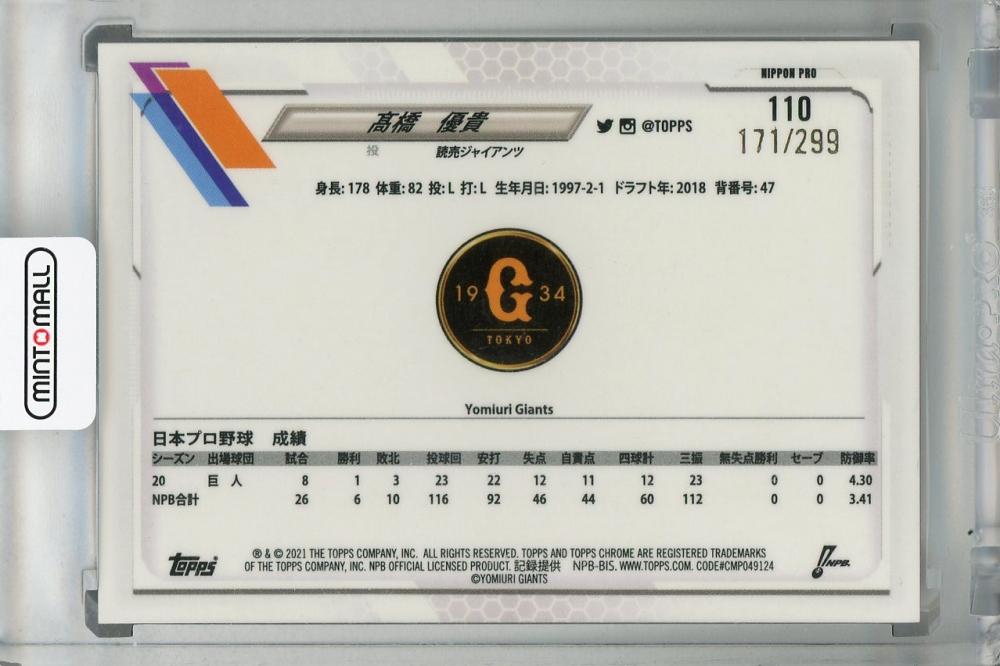 NIPPON PRO
110
171/299
髙橋 優貴
@TOPPS
投 読売ジャイアンツ
身長: 178 体重: 82 投: L 打: L 生年月日: 1997-2-1 ドラフト年: 2018 背番号: 47
19 G 34
TOKYO
MINTOMALL
Yomiuri Giants
日本プロ野球 成績
シーズン 出場球団 試合 勝利 敗北 投球回 安打 失点 自責点 四球計 三振 無失点勝利 セーブ 防御率
20 巨人 8 1 3 23 22 12 11 12 23 0 0 4.30
NPB合計 26 6 10 116 92 46 44 60 112 0 0 3.41
topps
® & © 2021 THE TOPPS COMPANY, INC. ALL RIGHTS RESERVED. TOPPS AND TOPPS CHROME ARE REGISTERED TRADEMARKS
OF THE TOPPS COMPANY, INC. NPB OFFICIAL LICENSED PRODUCT. 記録提供 NPB-BIS. WWW.TOPPS.COM. CODE#CMP049124
©YOMIURI GIANTS
NPB.